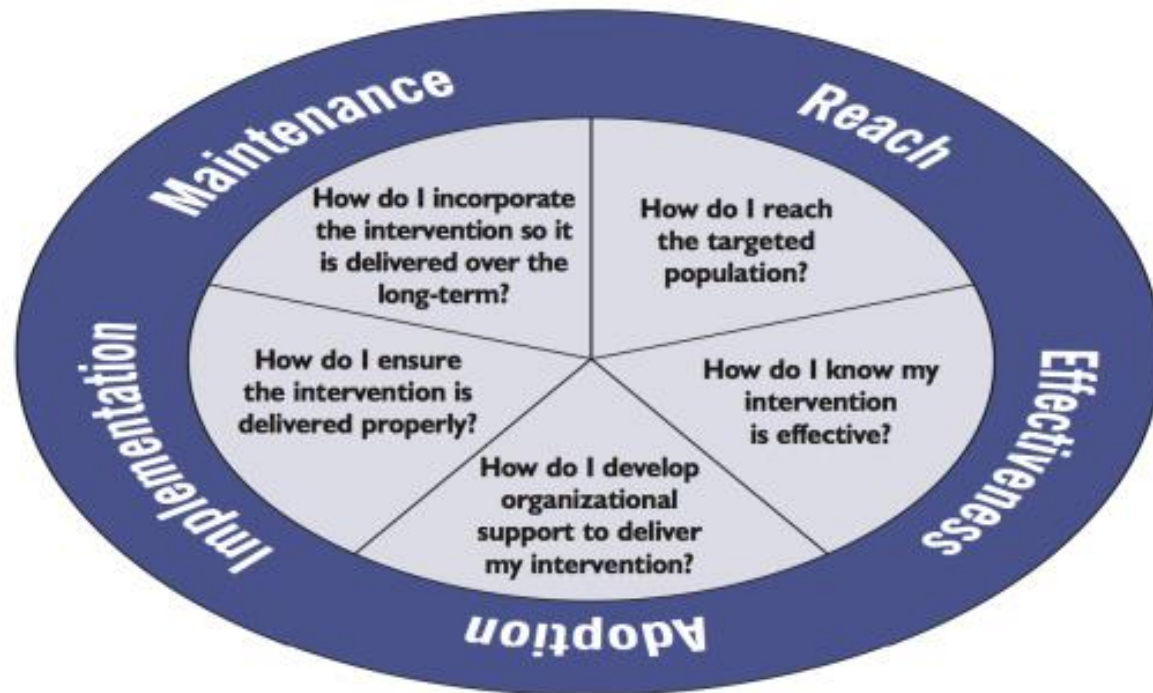 Reach
How do I reach
the targeted
population?
Effectiveness
How do I know my
intervention
is effective?
Adoption
How do I develop
organizational
support to deliver
my intervention?
Implementation
How do I ensure
the intervention is
delivered properly?
Maintenance
How do I incorporate
the intervention so it
is delivered over the
long-term?